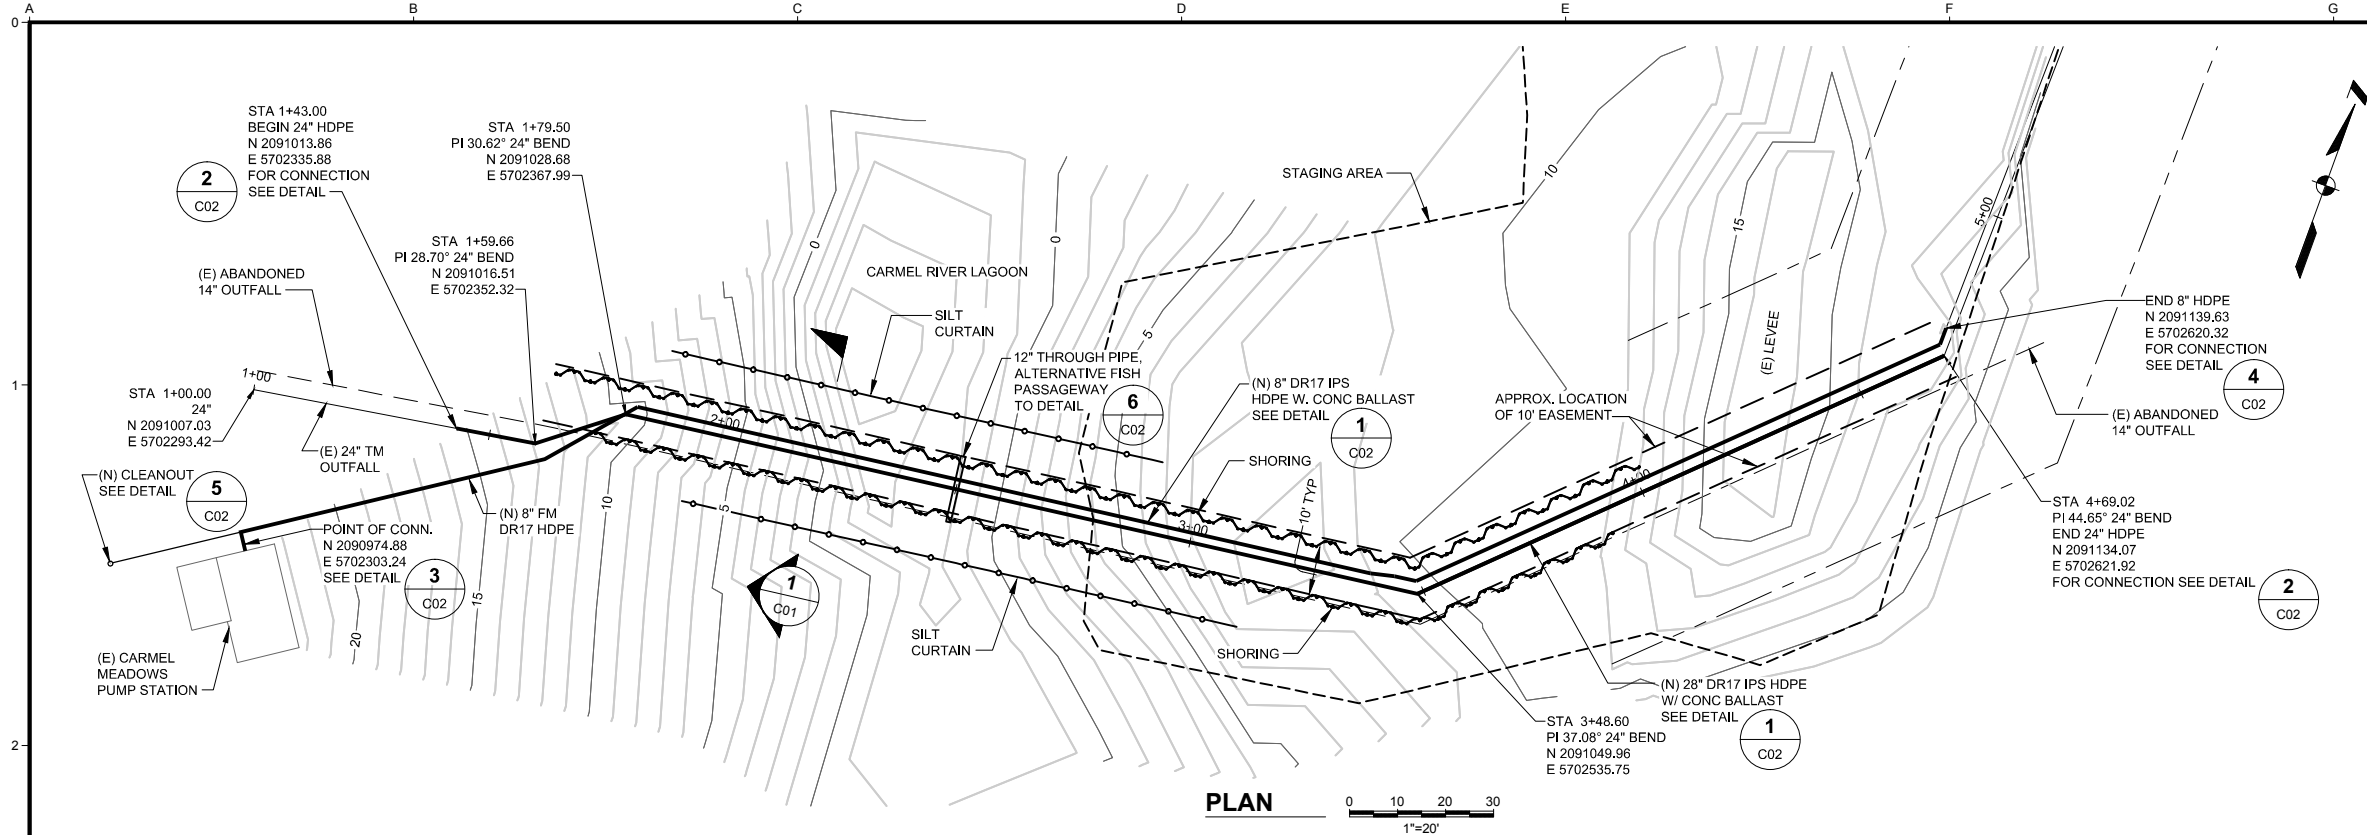 A
B
C
D
E
F
G
0
1
2
STA 1+43.00
BEGIN 24" HDPE
N 2091013.86
E 5702335.88
FOR CONNECTION
SEE DETAIL
2
C02
STA 1+79.50
PI 30.62° 24" BEND
N 2091028.68
E 5702367.99
STA 1+59.66
PI 28.70° 24" BEND
N 2091016.51
E 5702352.32
(E) ABANDONED
14" OUTFALL
1+00
STA 1+00.00
24"
N 2091007.03
E 5702293.42
(E) 24" TM
OUTFALL
(N) CLEANOUT
SEE DETAIL
5
C02
(N) 8" FM
DR17 HDPE
POINT OF CONN.
N 2090974.88
E 5702303.24
SEE DETAIL
3
C02
(E) CARMEL
MEADOWS
PUMP STATION
20
15
10
5
0
0
5
10
15
2+00
3+00
4+00
5+00
CARMEL RIVER LAGOON
SILT
CURTAIN
12" THROUGH PIPE,
ALTERNATIVE FISH
PASSAGEWAY
TO DETAIL
6
C02
STAGING AREA
(N) 8" DR17 IPS
HDPE W. CONC BALLAST
SEE DETAIL
1
C02
SHORING
10' TYP
APPROX. LOCATION
OF 10' EASEMENT
(E) LEVEE
END 8" HDPE
N 2091139.63
E 5702620.32
FOR CONNECTION
SEE DETAIL
4
C02
(E) ABANDONED
14" OUTFALL
STA 4+69.02
PI 44.65° 24" BEND
END 24" HDPE
N 2091134.07
E 5702621.92
FOR CONNECTION SEE DETAIL
2
C02
1
C01
SILT
CURTAIN
SHORING
(N) 28" DR17 IPS HDPE
W/ CONC BALLAST
SEE DETAIL
1
C02
STA 3+48.60
PI 37.08° 24" BEND
N 2091049.96
E 5702535.75
PLAN
0 10 20 30
1"=20'